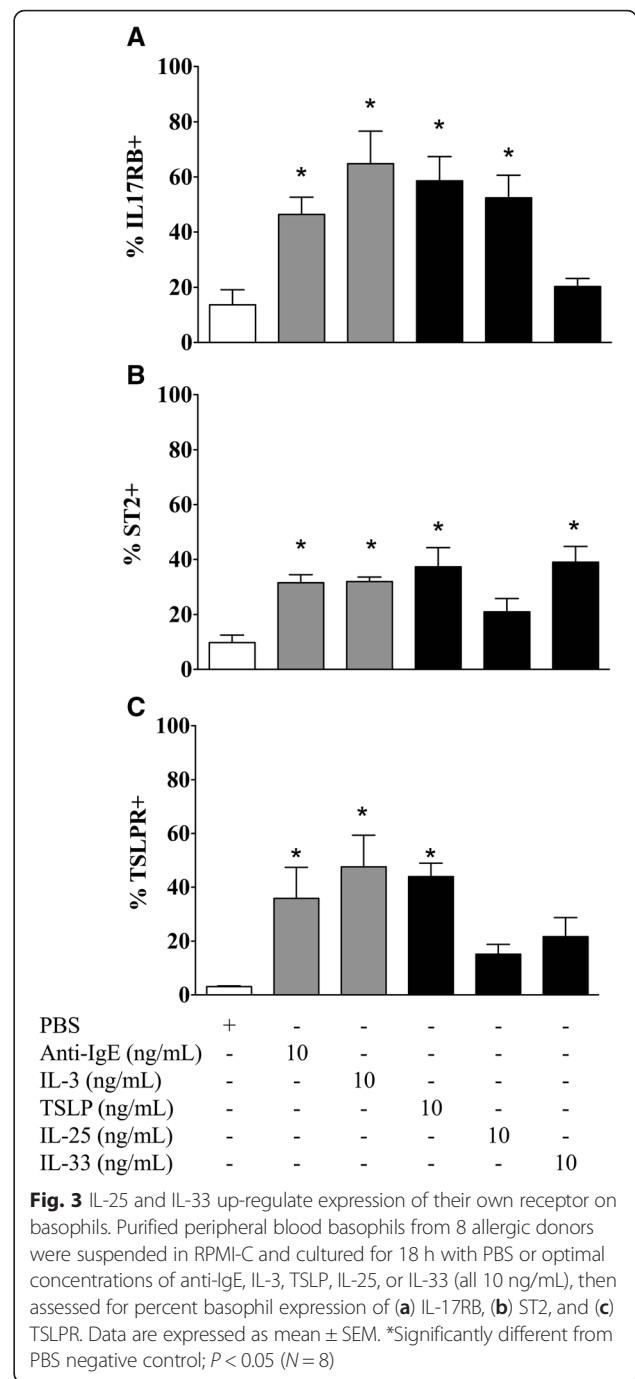 A
100
80
60
40
20
0
% IL17RB+
* * * * 
B
100
80
60
40
20
0
% ST2+
* * * *
C
100
80
60
40
20
0
% TSLPR+
* * *
PBS + - - - - -
Anti-IgE (ng/mL) - 10 - - - -
IL-3 (ng/mL) - - 10 - - -
TSLP (ng/mL) - - - 10 - -
IL-25 (ng/mL) - - - - 10 -
IL-33 (ng/mL) - - - - - 10
Fig. 3 IL-25 and IL-33 up-regulate expression of their own receptor on
basophils. Purified peripheral blood basophils from 8 allergic donors
were suspended in RPMI-C and cultured for 18 h with PBS or optimal
concentrations of anti-IgE, IL-3, TSLP, IL-25, or IL-33 (all 10 ng/mL), then
assessed for percent basophil expression of (a) IL-17RB, (b) ST2, and (c)
TSLPR. Data are expressed as mean ± SEM. *Significantly different from
PBS negative control; P < 0.05 (N = 8)